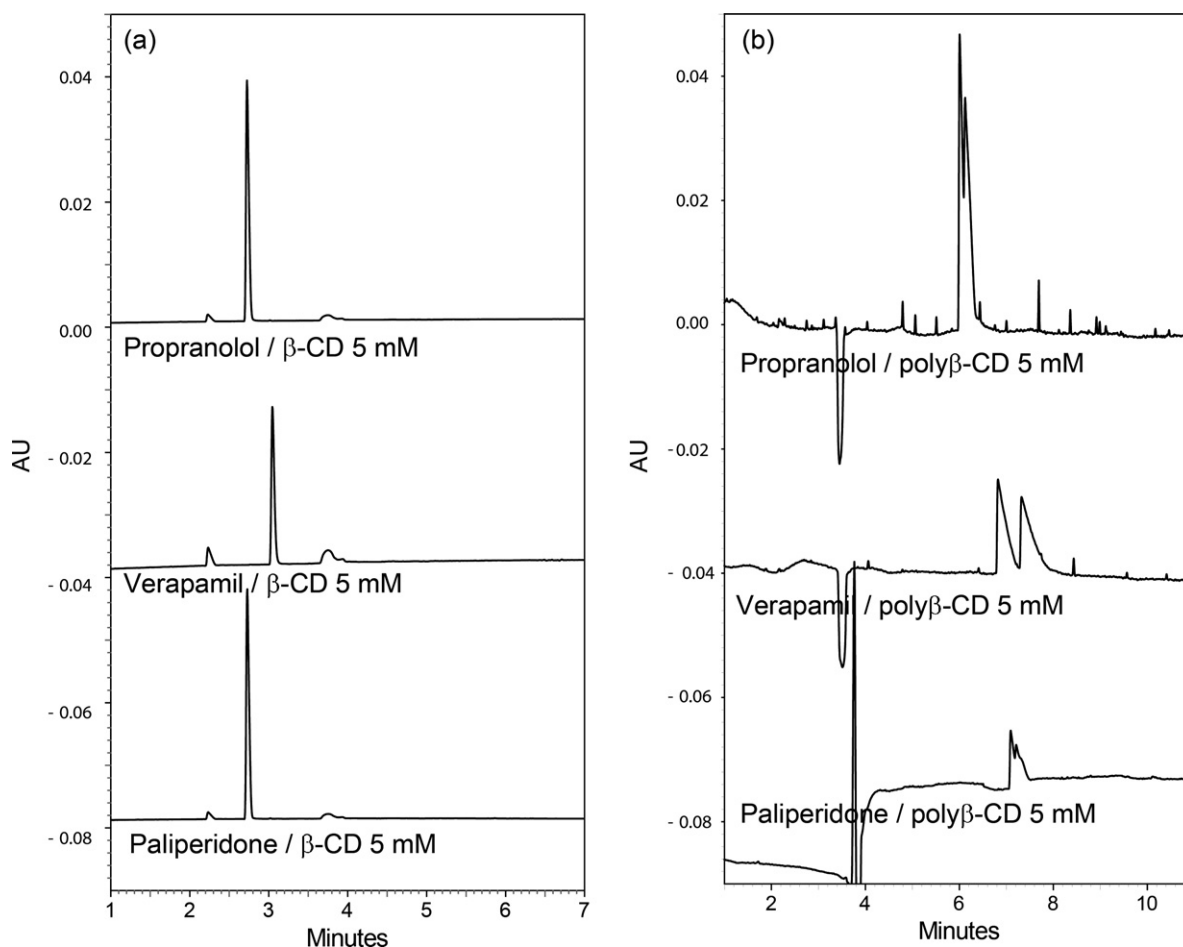 (a)
0.04
0.02
0.00
Propranolol / β-CD 5 mM
- 0.02
AU
- 0.04
Verapamil / β-CD 5 mM
- 0.06
- 0.08
Paliperidone / β-CD 5 mM
1 2 3 4 5 6 7
Minutes
(b)
0.04
0.02
0.00
Propranolol / polyβ-CD 5 mM
- 0.02
AU
- 0.04
Verapamil / polyβ-CD 5 mM
- 0.06
- 0.08
Paliperidone / polyβ-CD 5 mM
2 4 6 8 10
Minutes